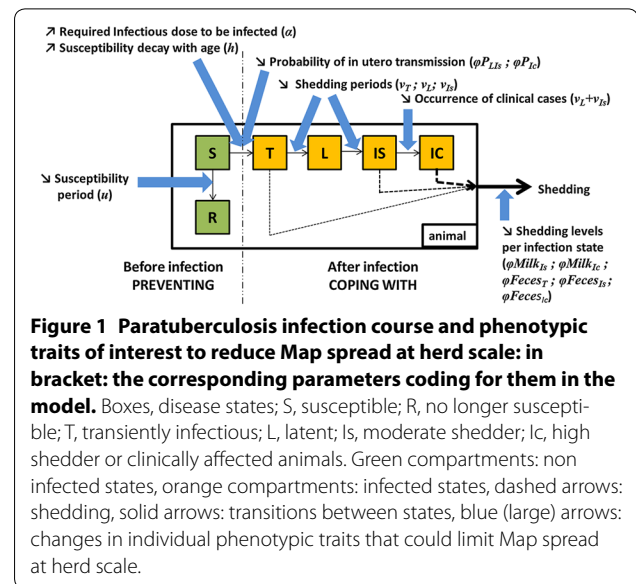 ↗ Required Infectious dose to be infected (α)
↗ Susceptibility decay with age (h)
↘ Probability of in utero transmission (φP_LIs ; φP_Ic)
↘ Shedding periods (v_T ; v_L; v_Is)
↘ Occurrence of clinical cases (v_L+v_Is)
S
T
L
IS
IC
Shedding
↘ Susceptibility
period (u)
R
animal
↘ Shedding levels
per infection state
(φMilk_Is ; φMilk_Ic ;
φFeces_T ; φFeces_Is ;
φFeces_ic)
Before infection
PREVENTING
After infection
COPING WITH
Figure 1 Paratuberculosis infection course and phenotypic
traits of interest to reduce Map spread at herd scale: in
bracket: the corresponding parameters coding for them in the
model. Boxes, disease states; S, susceptible; R, no longer suscepti-
ble; T, transiently infectious; L, latent; Is, moderate shedder; Ic, high
shedder or clinically affected animals. Green compartments: non
infected states, orange compartments: infected states, dashed arrows:
shedding, solid arrows: transitions between states, blue (large) arrows:
changes in individual phenotypic traits that could limit Map spread
at herd scale.